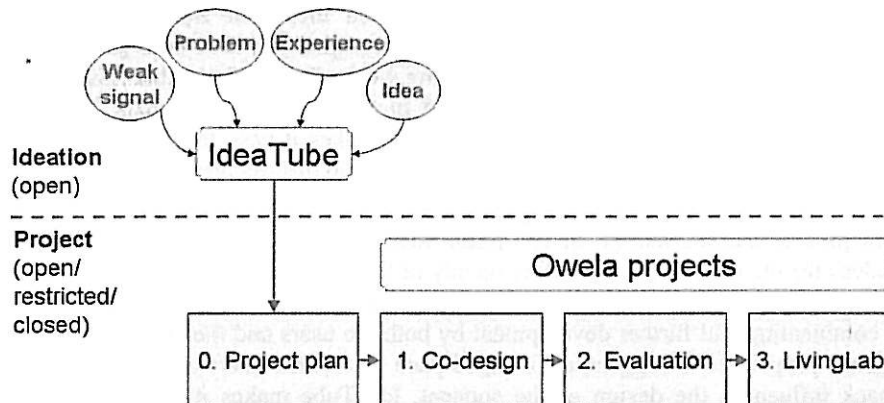 Problem
Experience
Weak
signal
Idea
IdeaTube
Ideation
(open)
Project
(open/
restricted/
closed)
Owela projects
0. Project plan
1. Co-design
2. Evaluation
3. LivingLab